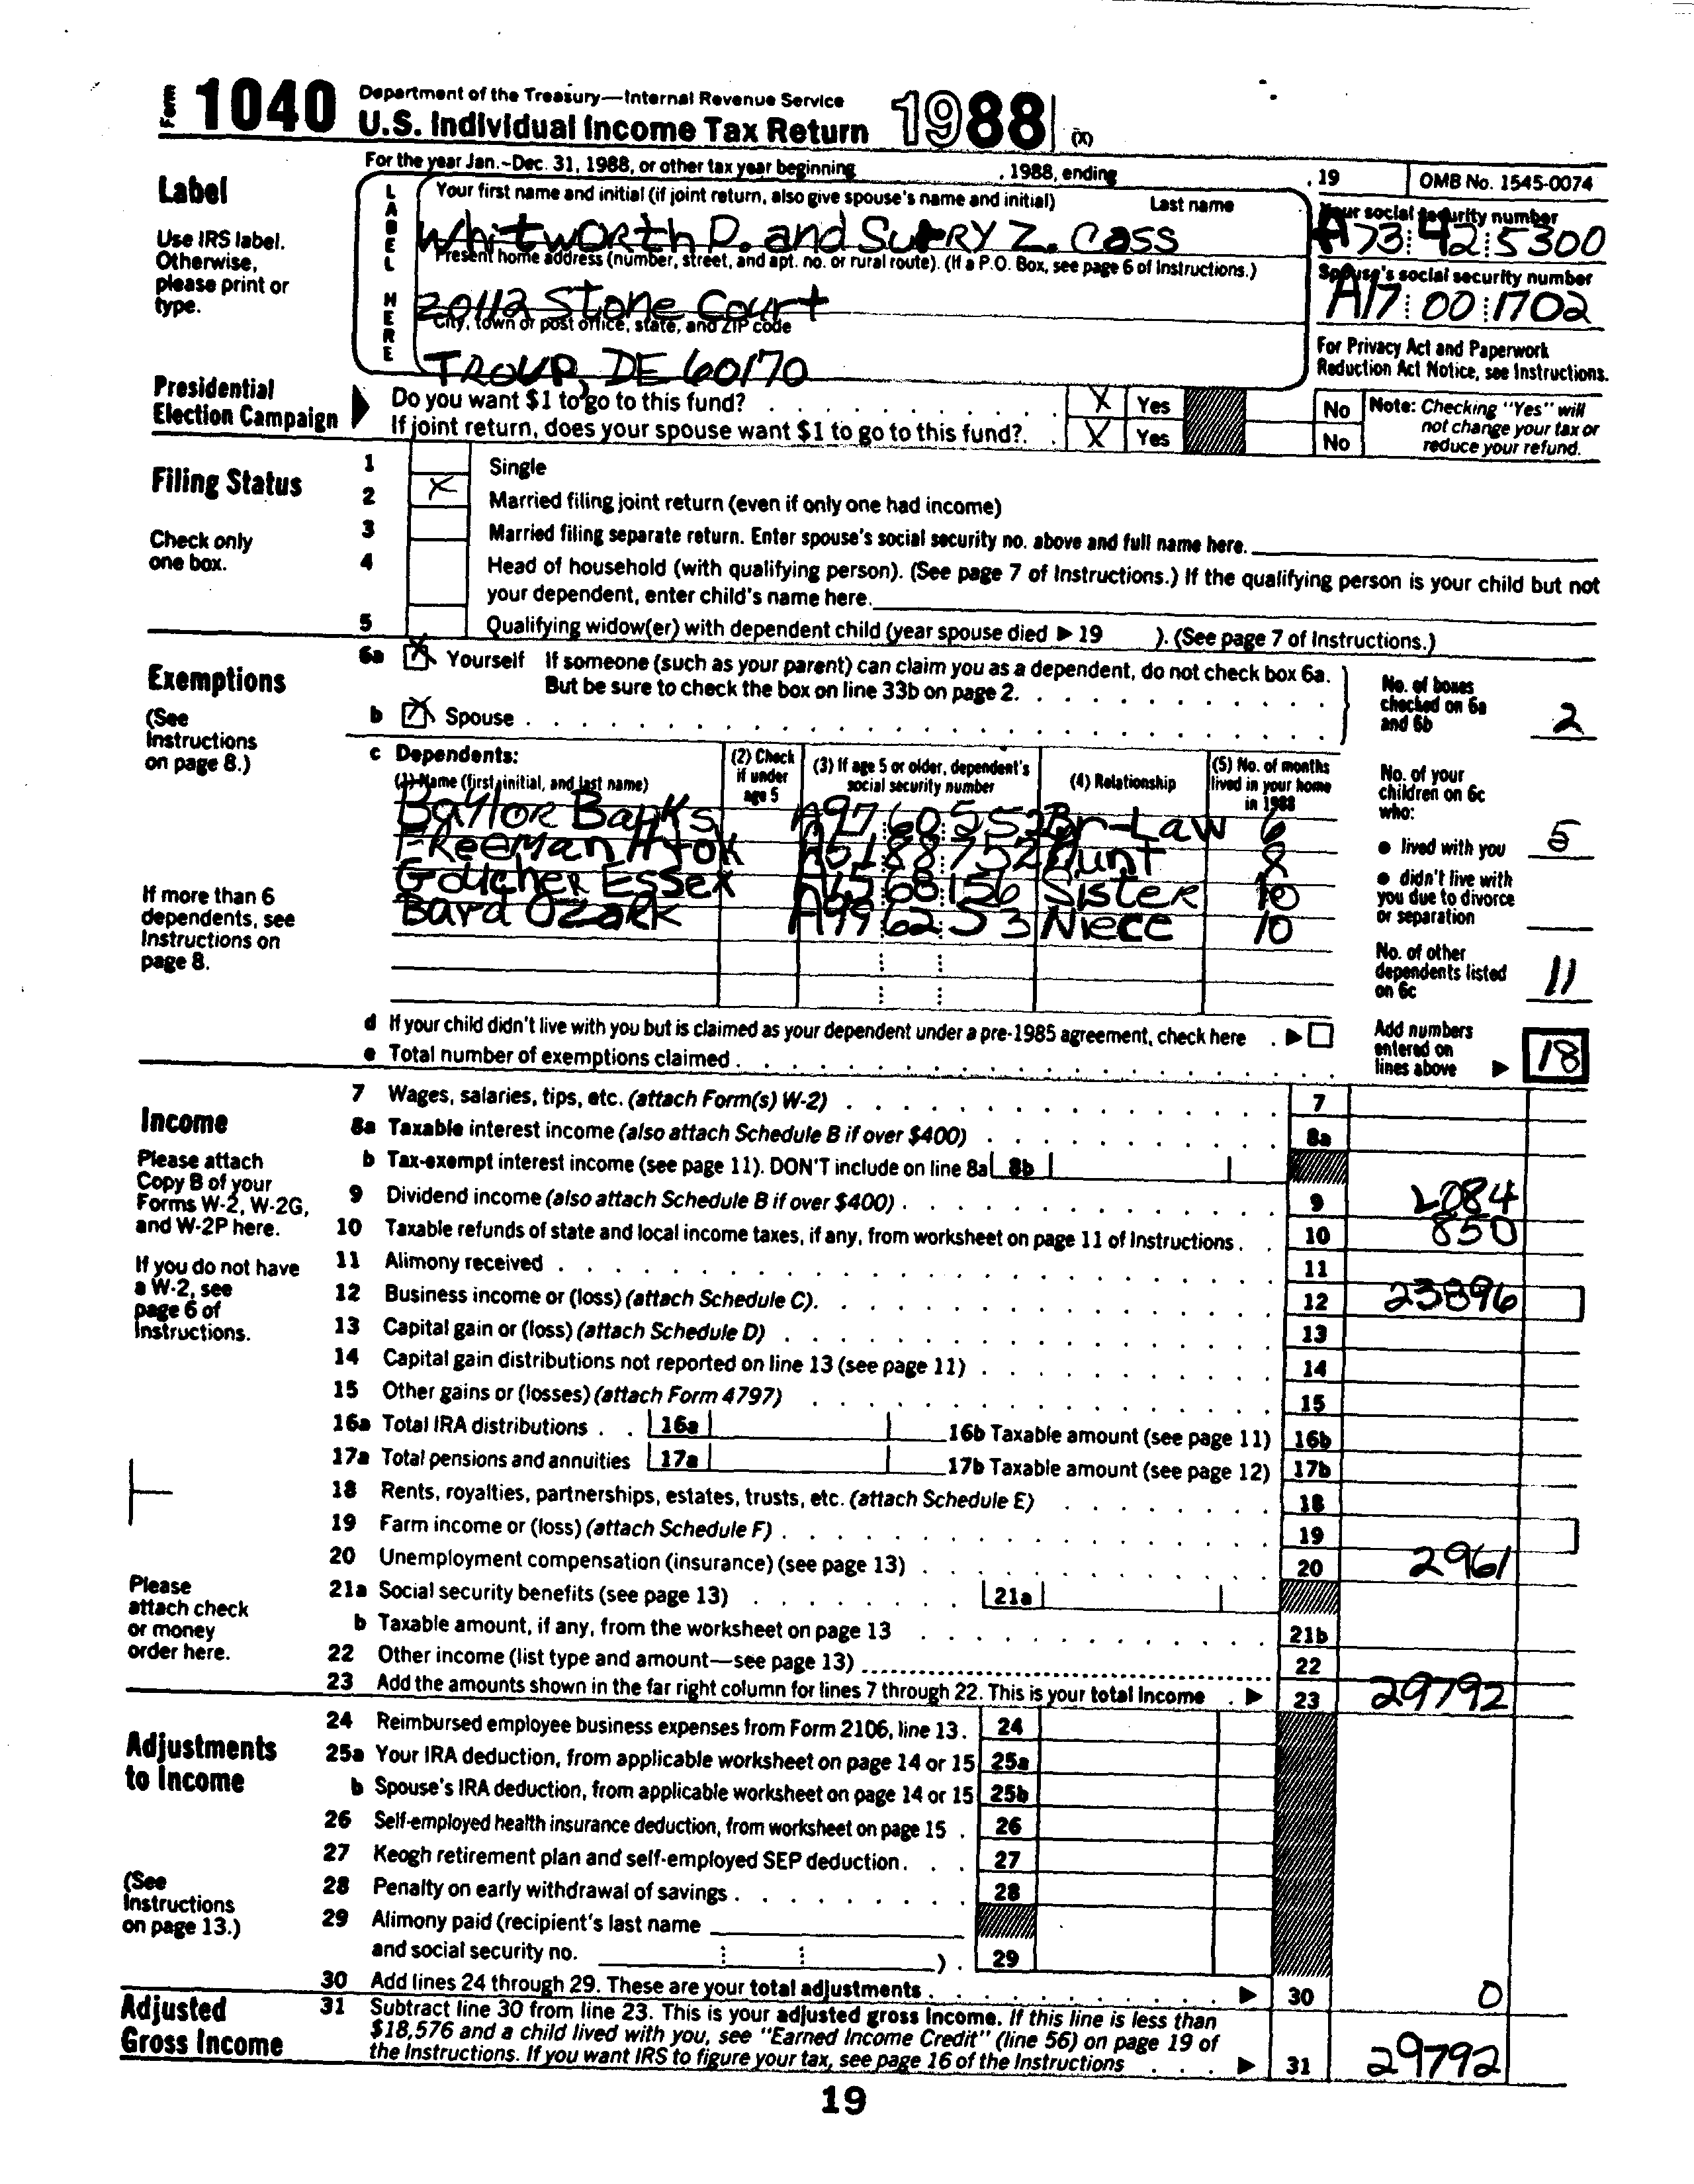 Form 1040 Department of the Treasury—Internal Revenue Service
U.S. Individual Income Tax Return 1988 (X)
For the year Jan.-Dec. 31, 1988, or other tax year beginning , 1988, ending , 19 OMB No. 1545-0074
Label
Use IRS label.
Otherwise,
please print or
type.
LABEL HERE
Your first name and initial (if joint return, also give spouse's name and initial) Last name
Whitworth D. and Z. Cass
Your social security number
A73 42 5300
Present home address (number, street, and apt. no. or rural route). (If a P.O. Box, see page 6 of Instructions.)
20112 Stone Court
Spouse's social security number
A17 00 1702
City, town or post office, state, and ZIP code
TROUP, DE 60170
For Privacy Act and Paperwork
Reduction Act Notice, see Instructions.
Presidential
Election Campaign
Do you want $1 to go to this fund? X Yes No
If joint return, does your spouse want $1 to go to this fund? X Yes No
Note: Checking "Yes" will
not change your tax or
reduce your refund.
Filing Status
Check only
one box.
1 Single
2 X Married filing joint return (even if only one had income)
3 Married filing separate return. Enter spouse's social security no. above and full name here.
4 Head of household (with qualifying person). (See page 7 of Instructions.) If the qualifying person is your child but not
your dependent, enter child's name here.
5 Qualifying widow(er) with dependent child (year spouse died ▶ 19 ). (See page 7 of Instructions.)
Exemptions
(See
Instructions
on page 8.)
6a X Yourself If someone (such as your parent) can claim you as a dependent, do not check box 6a.
But be sure to check the box on line 33b on page 2.
b X Spouse
No. of boxes
checked on 6a
and 6b 2
c Dependents:
(1) Name (first, initial, and last name)
(2) Check
if under
age 5
(3) If age 5 or older, dependent's
social security number
(4) Relationship
(5) No. of months
lived in your home
in 1988
Baylor Banks A97 60 552 Br-Law 6
Freeman A51 88 752 Aunt 8
Goucher Essex A15 68 156 Sister 10
Bard Ozark A99 62 53 Niece 10
If more than 6
dependents, see
Instructions on
page 8.
No. of your
children on 6c
who:
● lived with you 5
● didn't live with
you due to divorce
or separation
No. of other
dependents listed
on 6c 11
d If your child didn't live with you but is claimed as your dependent under a pre-1985 agreement, check here ▶
e Total number of exemptions claimed
Add numbers
entered on
lines above ▶ 18
Income
Please attach
Copy B of your
Forms W-2, W-2G,
and W-2P here.
If you do not have
a W-2, see
page 6 of
Instructions.
7 Wages, salaries, tips, etc. (attach Form(s) W-2) 7
8a Taxable interest income (also attach Schedule B if over $400) 8a
b Tax-exempt interest income (see page 11). DON'T include on line 8a 8b
9 Dividend income (also attach Schedule B if over $400) 9 2084
10 Taxable refunds of state and local income taxes, if any, from worksheet on page 11 of Instructions. 10 850
11 Alimony received 11
12 Business income or (loss) (attach Schedule C). 12 23896
13 Capital gain or (loss) (attach Schedule D) 13
14 Capital gain distributions not reported on line 13 (see page 11) 14
15 Other gains or (losses) (attach Form 4797) 15
16a Total IRA distributions 16a 16b Taxable amount (see page 11) 16b
17a Total pensions and annuities 17a 17b Taxable amount (see page 12) 17b
18 Rents, royalties, partnerships, estates, trusts, etc. (attach Schedule E) 18
19 Farm income or (loss) (attach Schedule F) 19
20 Unemployment compensation (insurance) (see page 13) 20 2961
Please
attach check
or money
order here.
21a Social security benefits (see page 13) 21a
b Taxable amount, if any, from the worksheet on page 13 21b
22 Other income (list type and amount—see page 13) 22
23 Add the amounts shown in the far right column for lines 7 through 22. This is your total income ▶ 23 29792
Adjustments
to Income
(See
Instructions
on page 13.)
24 Reimbursed employee business expenses from Form 2106, line 13. 24
25a Your IRA deduction, from applicable worksheet on page 14 or 15 25a
b Spouse's IRA deduction, from applicable worksheet on page 14 or 15 25b
26 Self-employed health insurance deduction, from worksheet on page 15 26
27 Keogh retirement plan and self-employed SEP deduction. 27
28 Penalty on early withdrawal of savings 28
29 Alimony paid (recipient's last name
and social security no. ) 29
30 Add lines 24 through 29. These are your total adjustments ▶ 30 0
Adjusted
Gross Income
31 Subtract line 30 from line 23. This is your adjusted gross income. If this line is less than
$18,576 and a child lived with you, see "Earned Income Credit" (line 56) on page 19 of
the Instructions. If you want IRS to figure your tax, see page 16 of the Instructions ▶ 31 29792
19